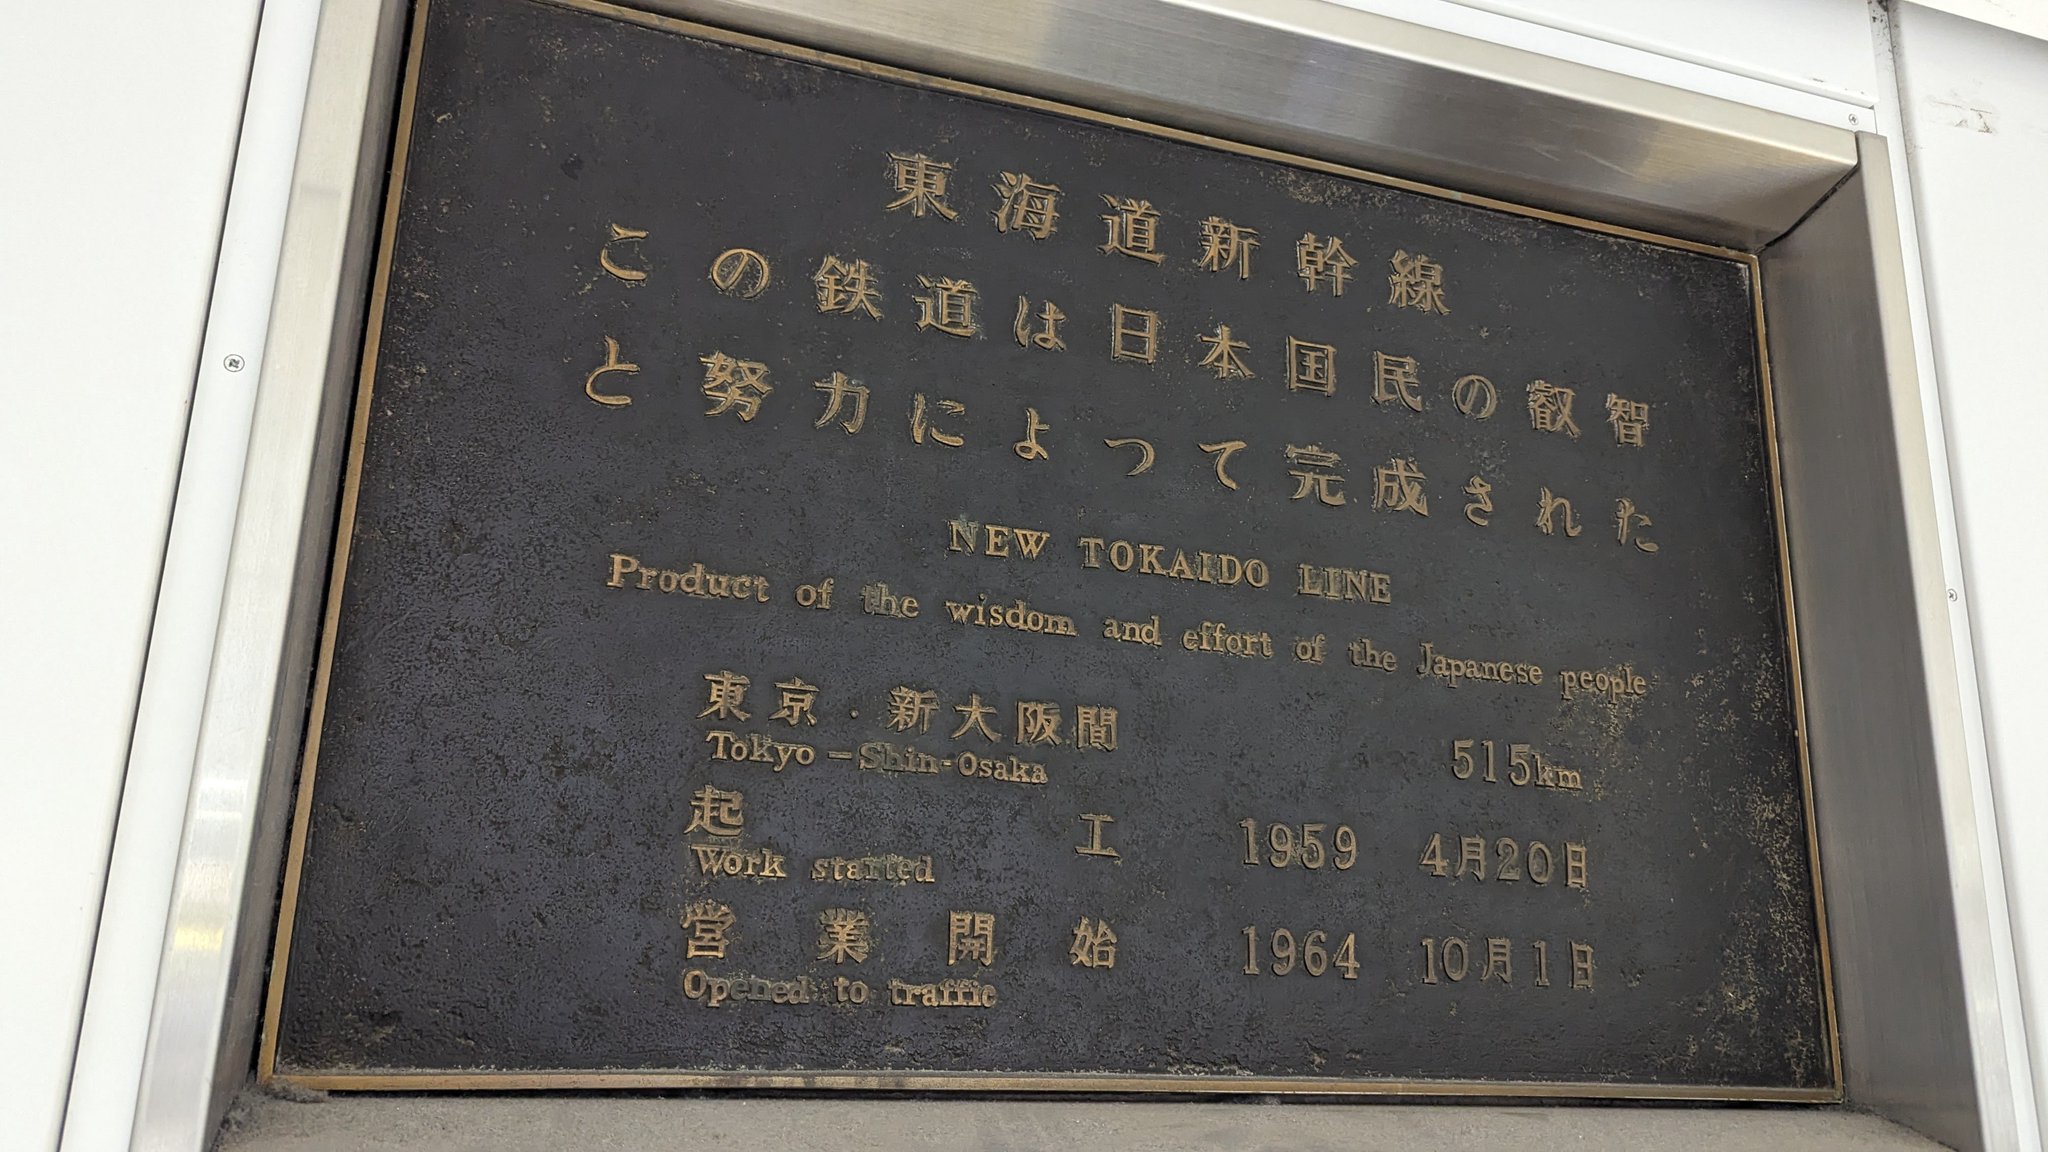 東海道新幹線
この鉄道は日本国民の叡智
と努力によって完成された
NEW TOKAIDO LINE
Product of the wisdom and effort of the Japanese people
東京・新大阪間 515km
Tokyo – Shin-Osaka
起工 1959 4月20日
Work started
営業開始 1964 10月1日
Opened to traffic